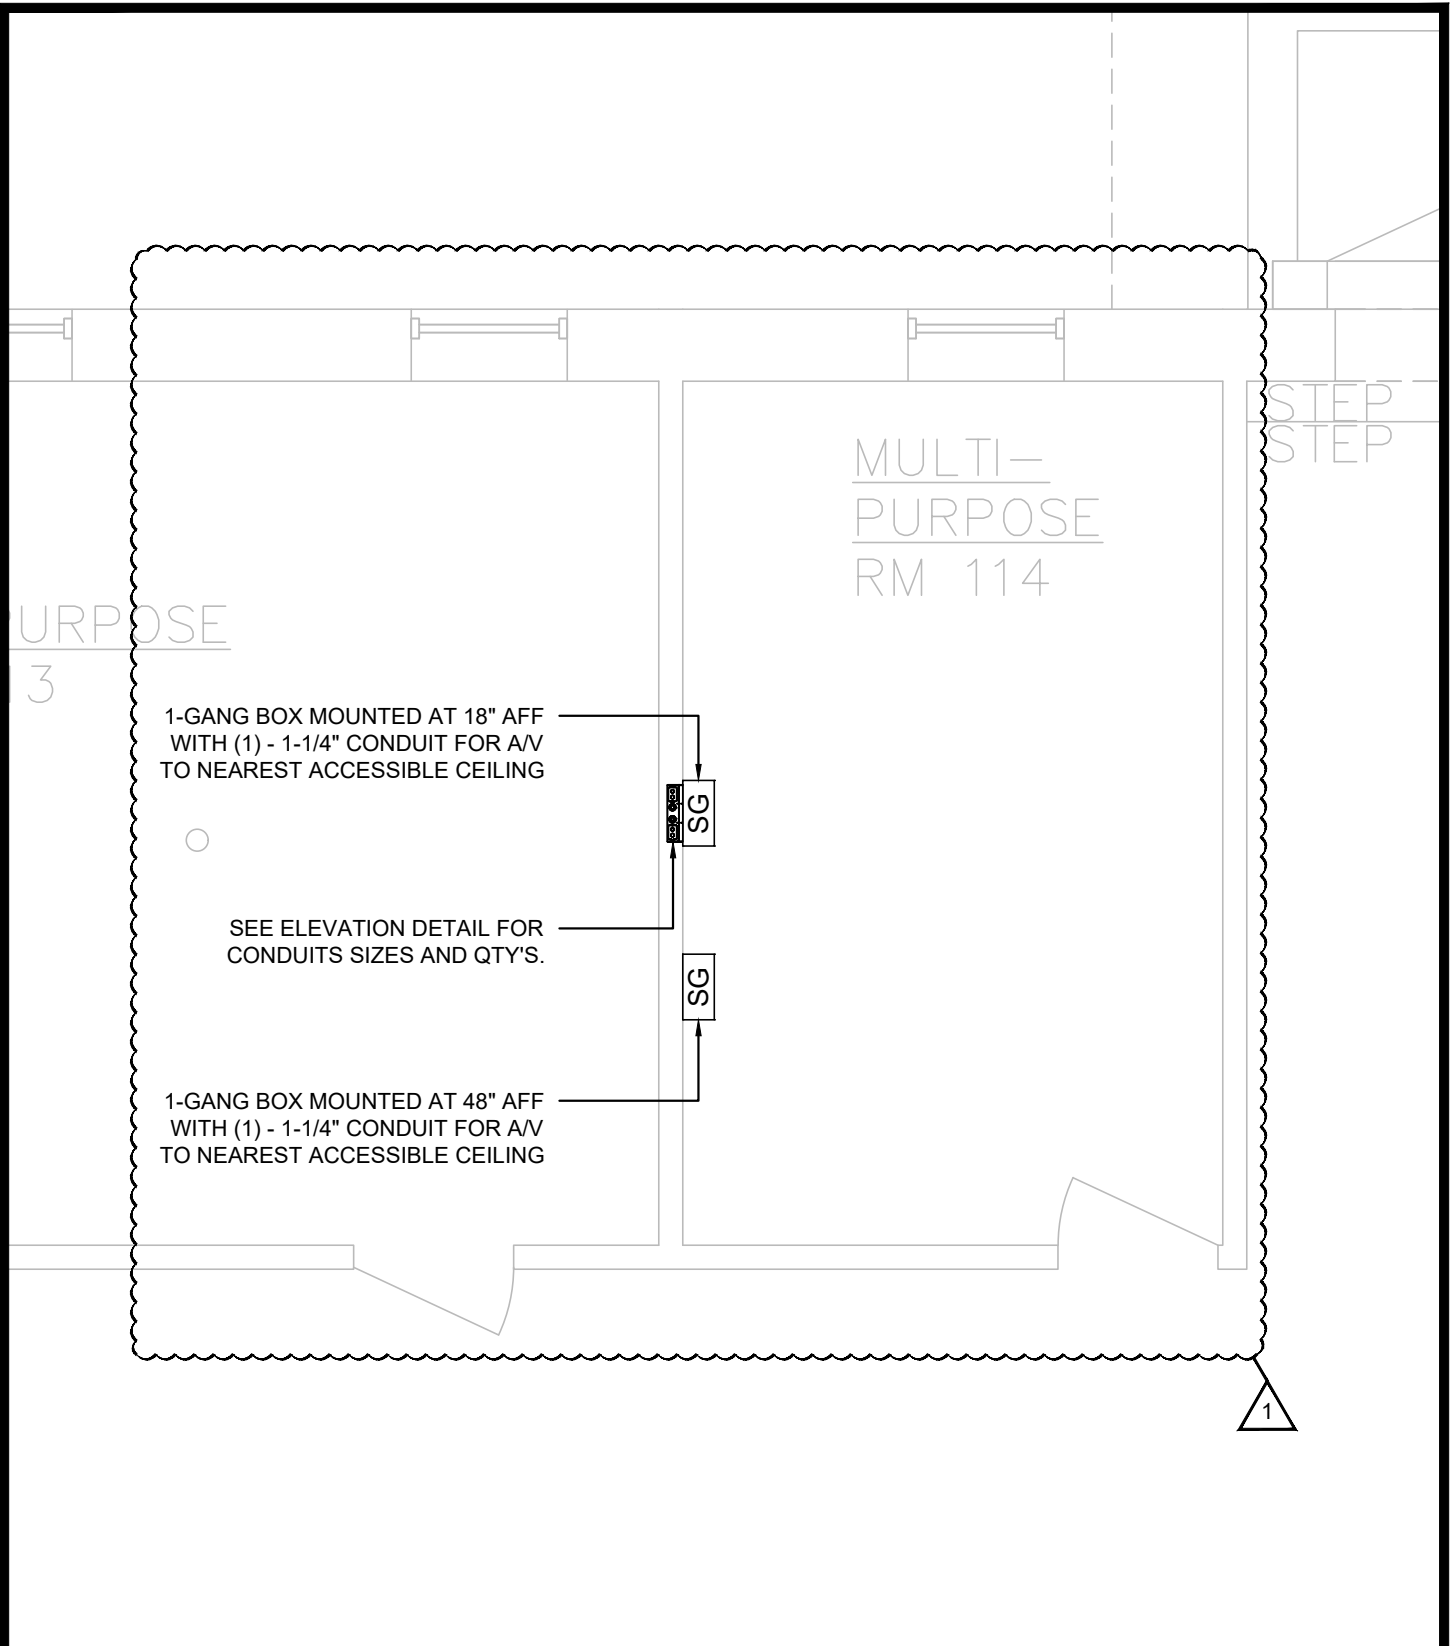 STEP
STEP
MULTI-
PURPOSE
RM 114
PURPOSE
13
1-GANG BOX MOUNTED AT 18" AFF
WITH (1) - 1-1/4" CONDUIT FOR A/V
TO NEAREST ACCESSIBLE CEILING
SG
SEE ELEVATION DETAIL FOR
CONDUITS SIZES AND QTY'S.
SG
1-GANG BOX MOUNTED AT 48" AFF
WITH (1) - 1-1/4" CONDUIT FOR A/V
TO NEAREST ACCESSIBLE CEILING
1